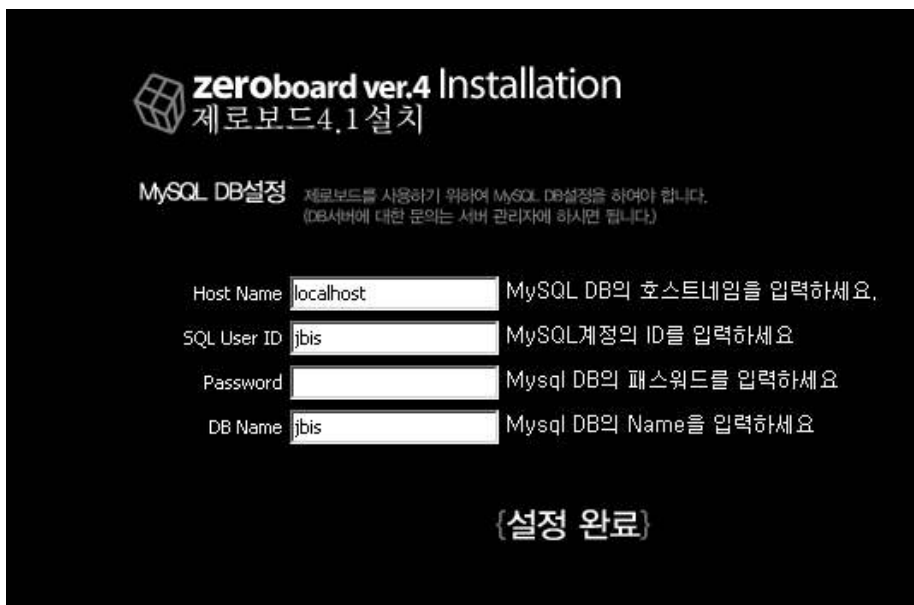 zeroboard ver.4 Installation
제로보드4.1설치
MySQL DB설정
제로보드를 사용하기 위하여 MySQL DB설정을 하여야 합니다.
(DB서버에 대한 문의는 서버 관리자에 하시면 됩니다.)
Host Name localhost MySQL DB의 호스트네임을 입력하세요.
SQL User ID jbis MySQL계정의 ID를 입력하세요
Password Mysql DB의 패스워드를 입력하세요
DB Name jbis Mysql DB의 Name을 입력하세요
{설정 완료}